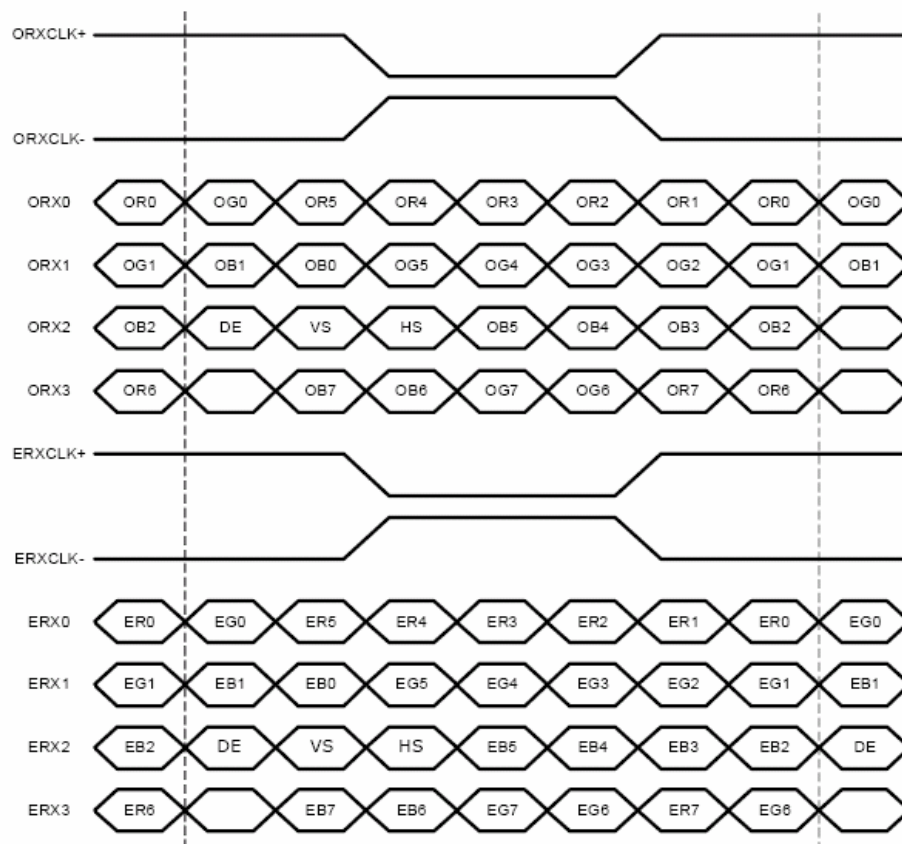 ORXCLK+
ORXCLK-
ORX0 OR0 OG0 OR5 OR4 OR3 OR2 OR1 OR0 OG0
ORX1 OG1 OB1 OB0 OG5 OG4 OG3 OG2 OG1 OB1
ORX2 OB2 DE VS HS OB5 OB4 OB3 OB2
ORX3 OR6 OB7 OB6 OG7 OG6 OR7 OR6
ERXCLK+
ERXCLK-
ERX0 ER0 EG0 ER5 ER4 ER3 ER2 ER1 ER0 EG0
ERX1 EG1 EB1 EB0 EG5 EG4 EG3 EG2 EG1 EB1
ERX2 EB2 DE VS HS EB5 EB4 EB3 EB2 DE
ERX3 ER6 EB7 EB6 EG7 EG6 ER7 EG6